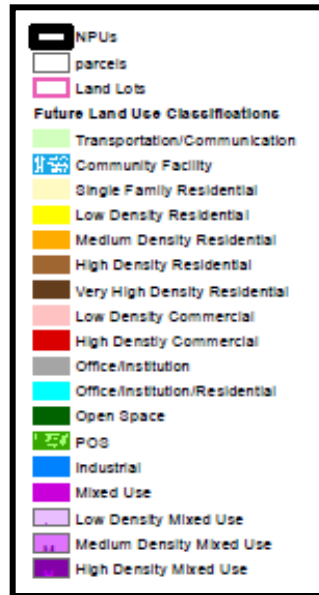 NPUs
parcels
Land Lots
Future Land Use Classifications
Transportation/Communication
Community Facility
Single Family Residential
Low Density Residential
Medium Density Residential
High Density Residential
Very High Density Residential
Low Density Commercial
High Denstiy Commercial
Office/Institution
Office/Institution/Residential
Open Space
POS
Industrial
Mixed Use
Low Density Mixed Use
Medium Density Mixed Use
High Density Mixed Use